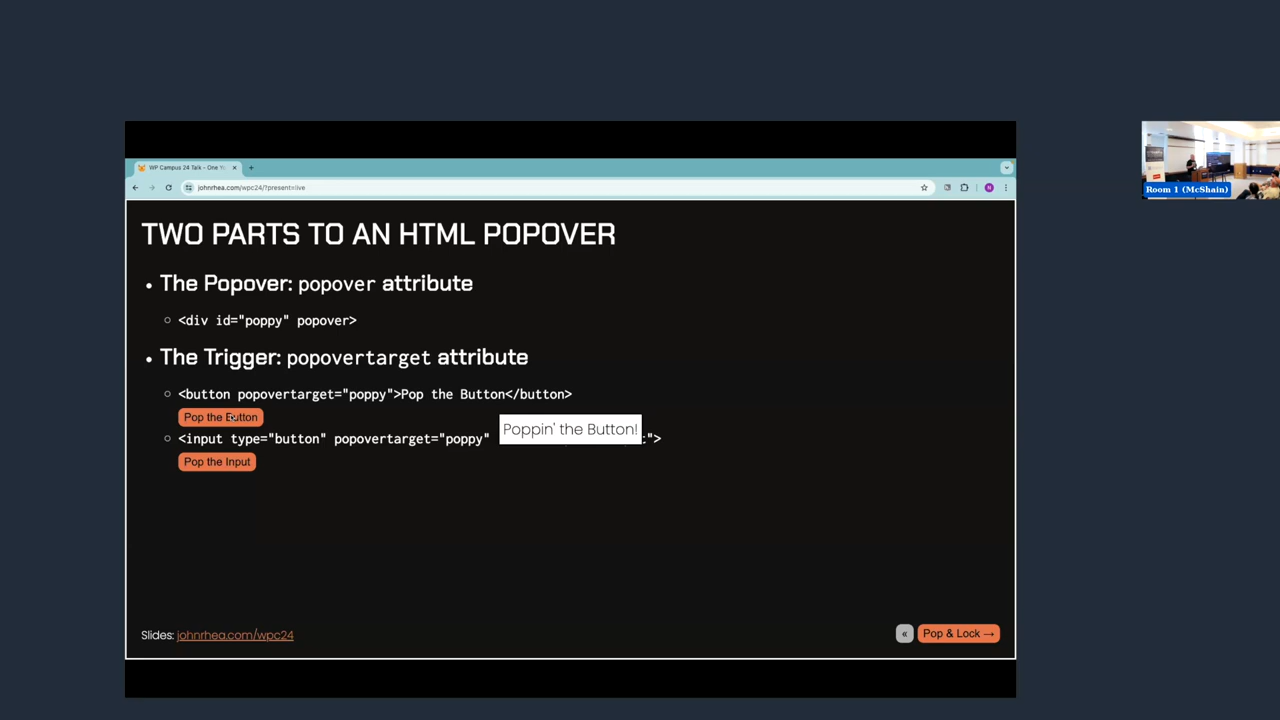 WP Campus 24 Talk - One Y
johnrhea.com/wpc24/?present=live
Room 1 (McShain)
TWO PARTS TO AN HTML POPOVER
• The Popover: popover attribute
<div id="poppy" popover>
• The Trigger: popovertarget attribute
<button popovertarget="poppy">Pop the Button</button>
Pop the Button
Poppin' the Button!
<input type="button" popovertarget="poppy" ">
Pop the Input
Slides: johnrhea.com/wpc24
« Pop & Lock →